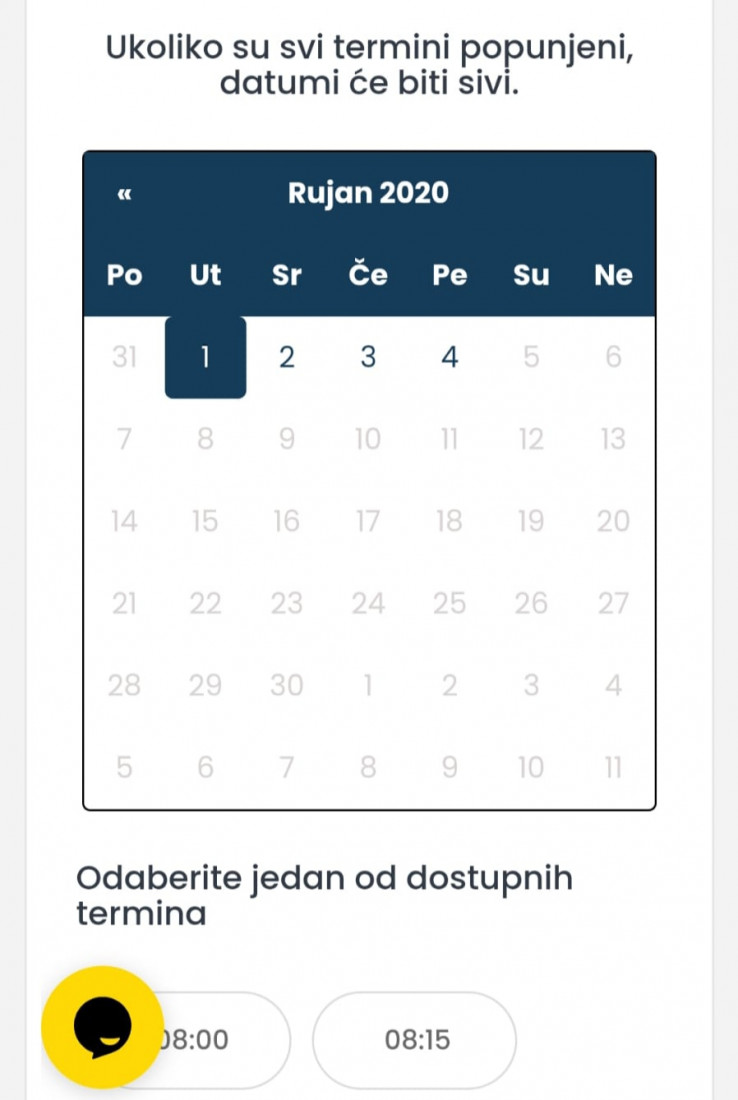 Ukoliko su svi termini popunjeni,
datumi će biti sivi.
« Rujan 2020
Po Ut Sr Če Pe Su Ne
31 1 2 3 4 5 6
7 8 9 10 11 12 13
14 15 16 17 18 19 20
21 22 23 24 25 26 27
28 29 30 1 2 3 4
5 6 7 8 9 10 11
Odaberite jedan od dostupnih
termina
08:00 08:15